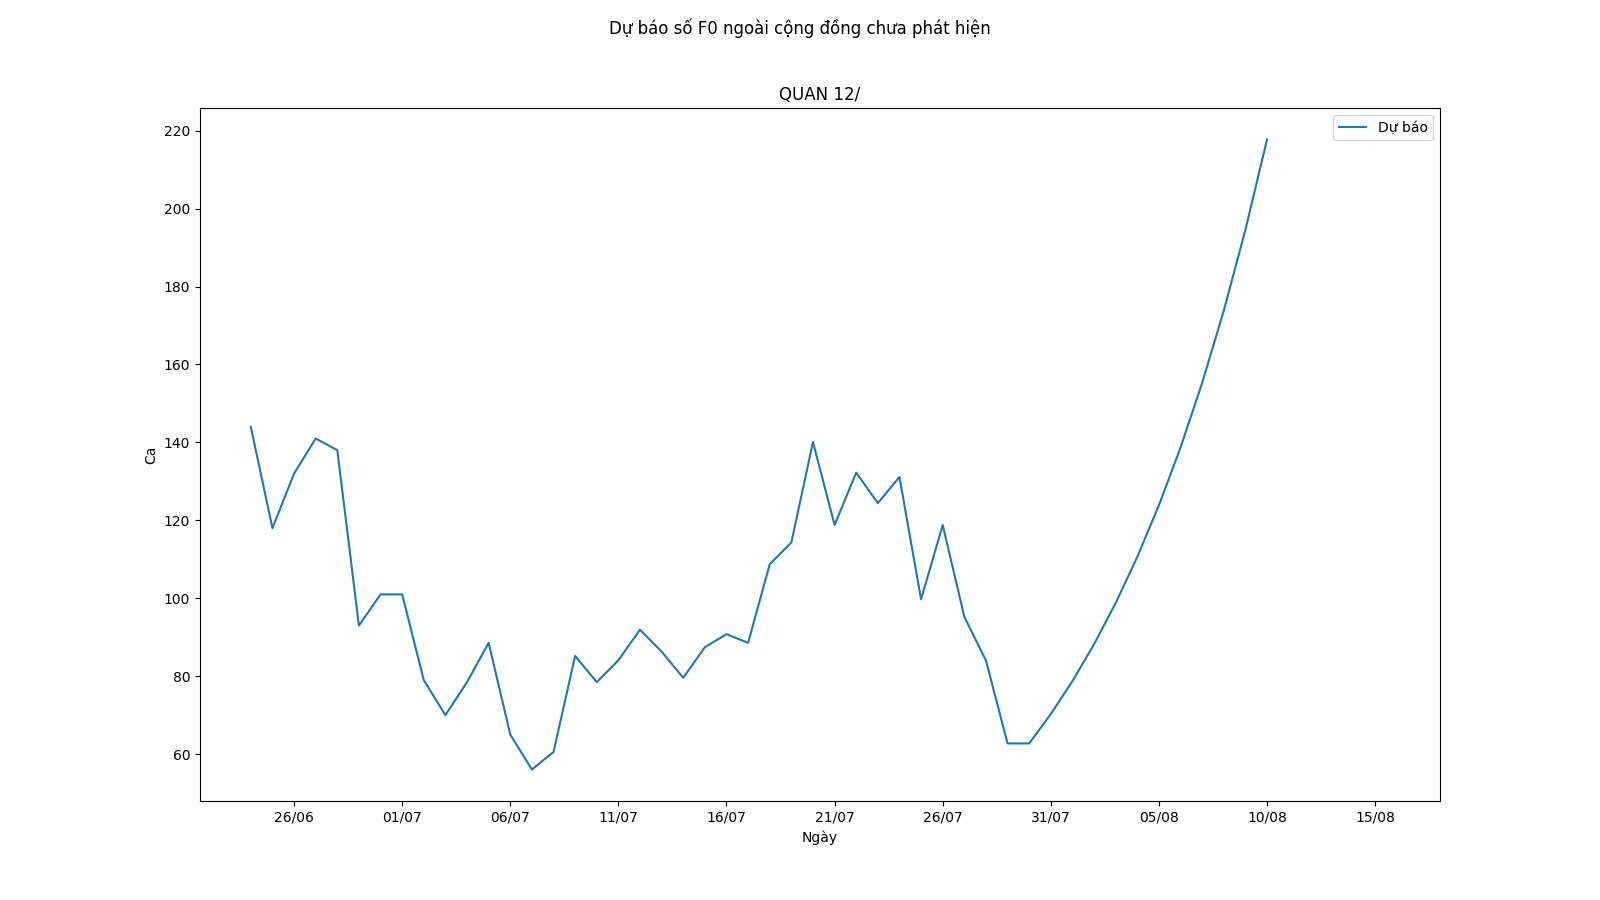 Dự báo số F0 ngoài cộng đồng chưa phát hiện
QUAN 12/
Dự báo
220
200
180
160
140
120
100
80
60
Ca
26/06 01/07 06/07 11/07 16/07 21/07 26/07 31/07 05/08 10/08 15/08
Ngày